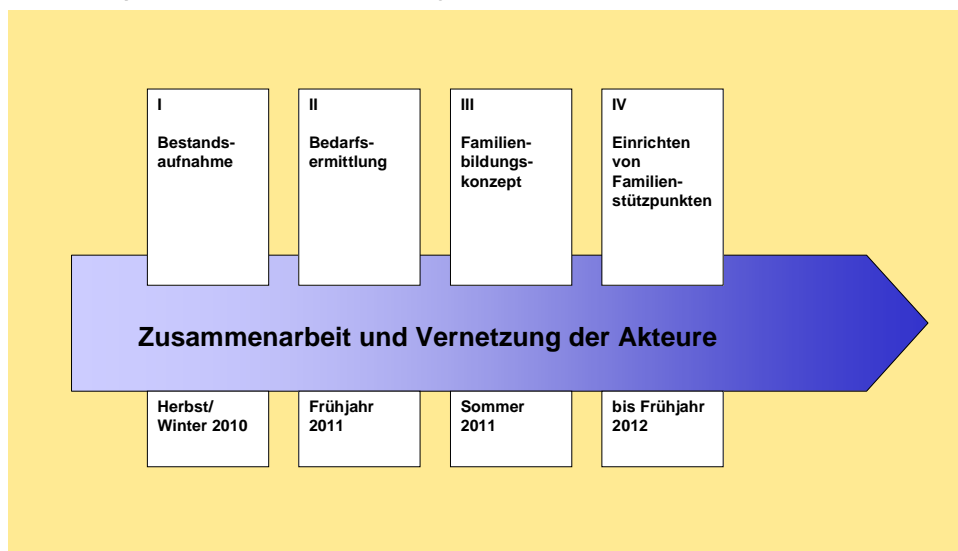 I
Bestands-
aufnahme
II
Bedarfs-
ermittlung
III
Familien-
bildungs-
konzept
IV
Einrichten
von
Familien-
stützpunkten
Zusammenarbeit und Vernetzung der Akteure
Herbst/
Winter 2010
Frühjahr
2011
Sommer
2011
bis Frühjahr
2012